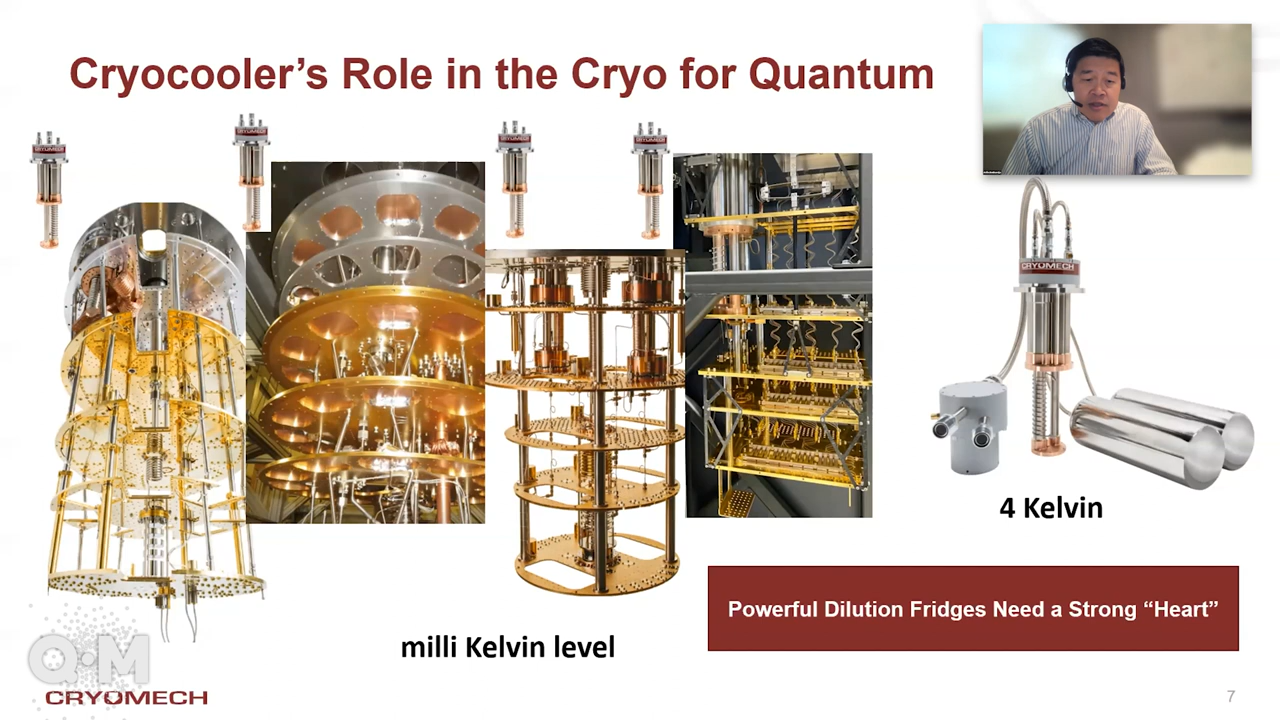 Cryocooler's Role in the Cryo for Quantum
CRYOMECH
CRYOMECH
CRYOMECH
CRYOMECH
CRYOMECH
4 Kelvin
Powerful Dilution Fridges Need a Strong “Heart”
milli Kelvin level
Q·M
CRYOMECH
7